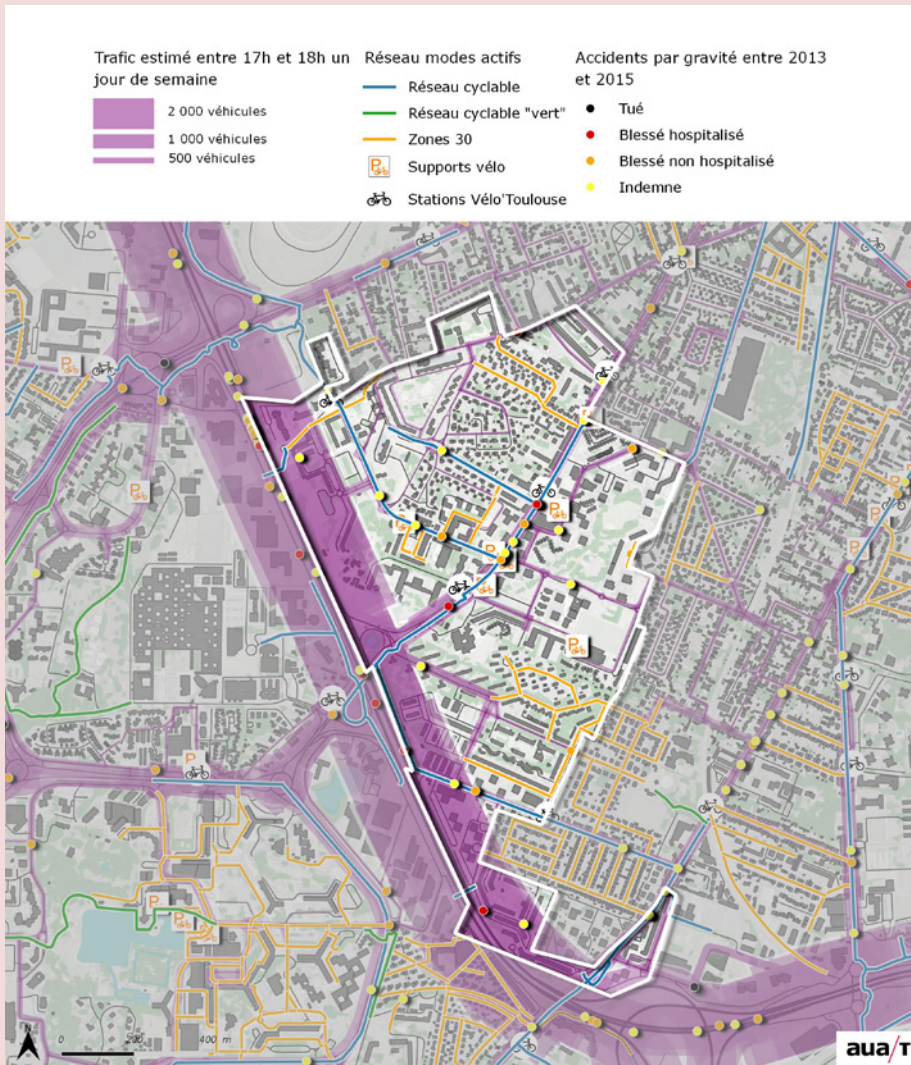 Trafic estimé entre 17h et 18h un
jour de semaine
2 000 véhicules
1 000 véhicules
500 véhicules
Réseau modes actifs
Réseau cyclable
Réseau cyclable "vert"
Zones 30
Supports vélo
Stations Vélo'Toulouse
Accidents par gravité entre 2013
et 2015
Tué
Blessé hospitalisé
Blessé non hospitalisé
Indemne
N
0 200 400 m
aua/T